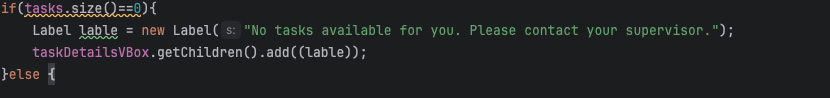 if(tasks.size()==0){
Label lable = new Label( s: "No tasks available for you. Please contact your supervisor.");
taskDetailsVBox.getChildren().add((lable));
}else {